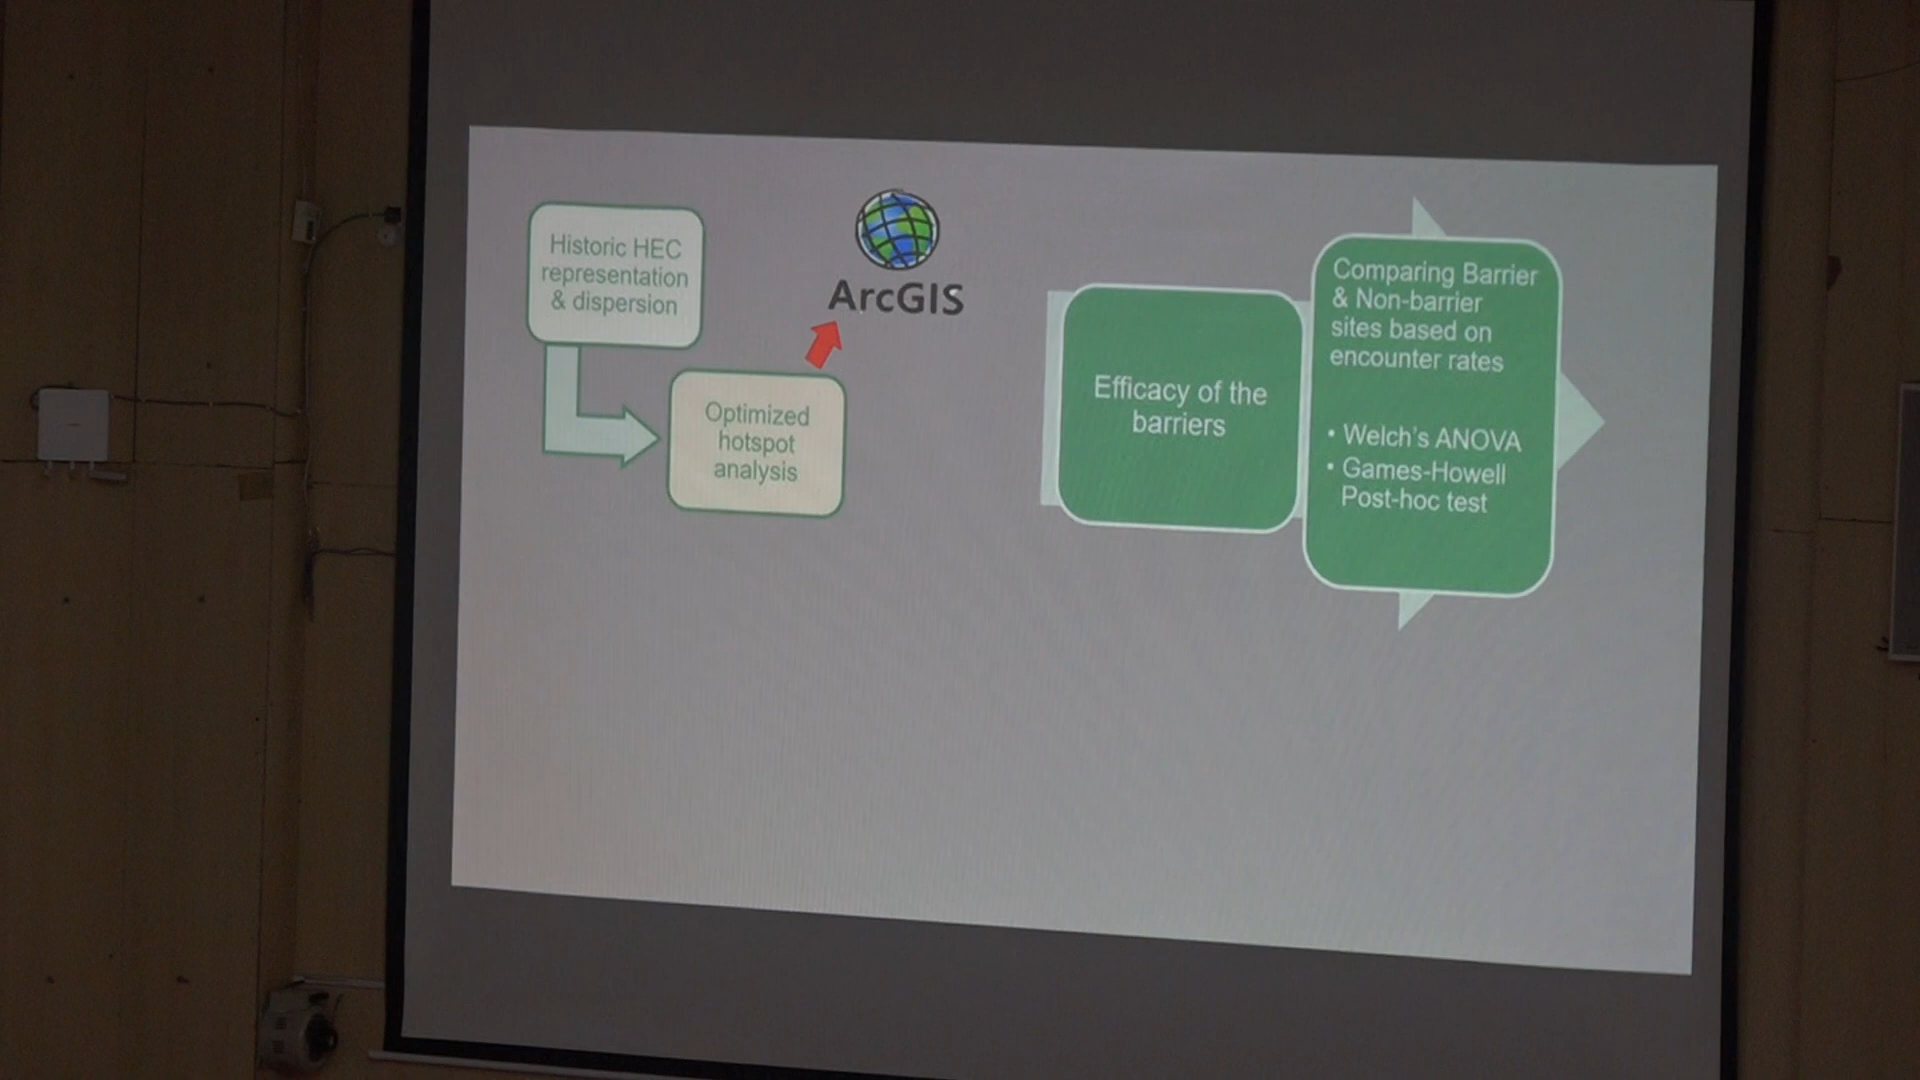 Historic HEC
representation
& dispersion
ArcGIS
Optimized
hotspot
analysis
Efficacy of the
barriers
Comparing Barrier
& Non-barrier
sites based on
encounter rates
• Welch's ANOVA
• Games-Howell
Post-hoc test